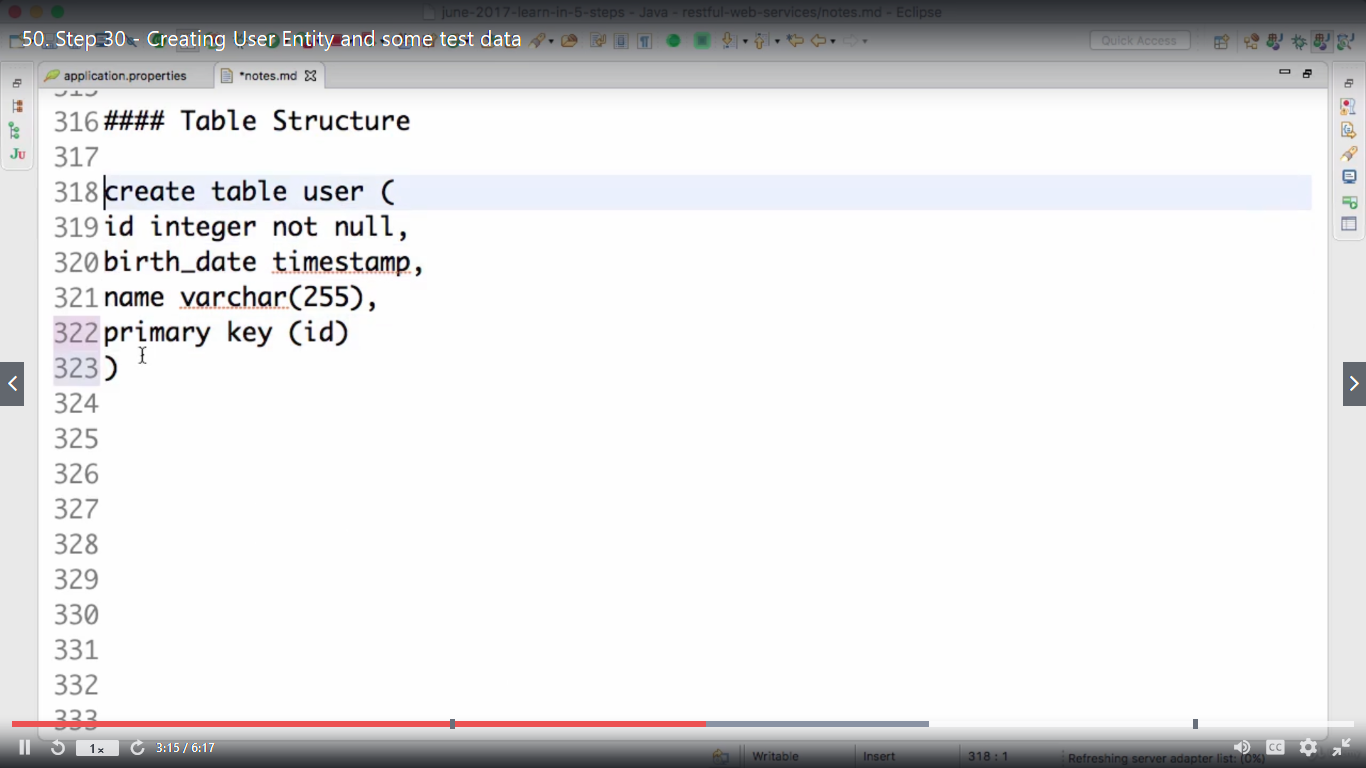 june-2017-learn-in-5-steps - Java - restful-web-services/notes.md - Eclipse
50. Step 30 - Creating User Entity and some test data
Quick Access
application.properties
*notes.md
315
316 #### Table Structure
317
318 create table user (
319 id integer not null,
320 birth_date timestamp,
321 name varchar(255),
322 primary key (id)
323 )
324
325
326
327
328
329
330
331
332
333
JU
1x
3:15 / 6:17
CC
Writable
Insert
318 : 1
Refreshing server adapter list: (0%)